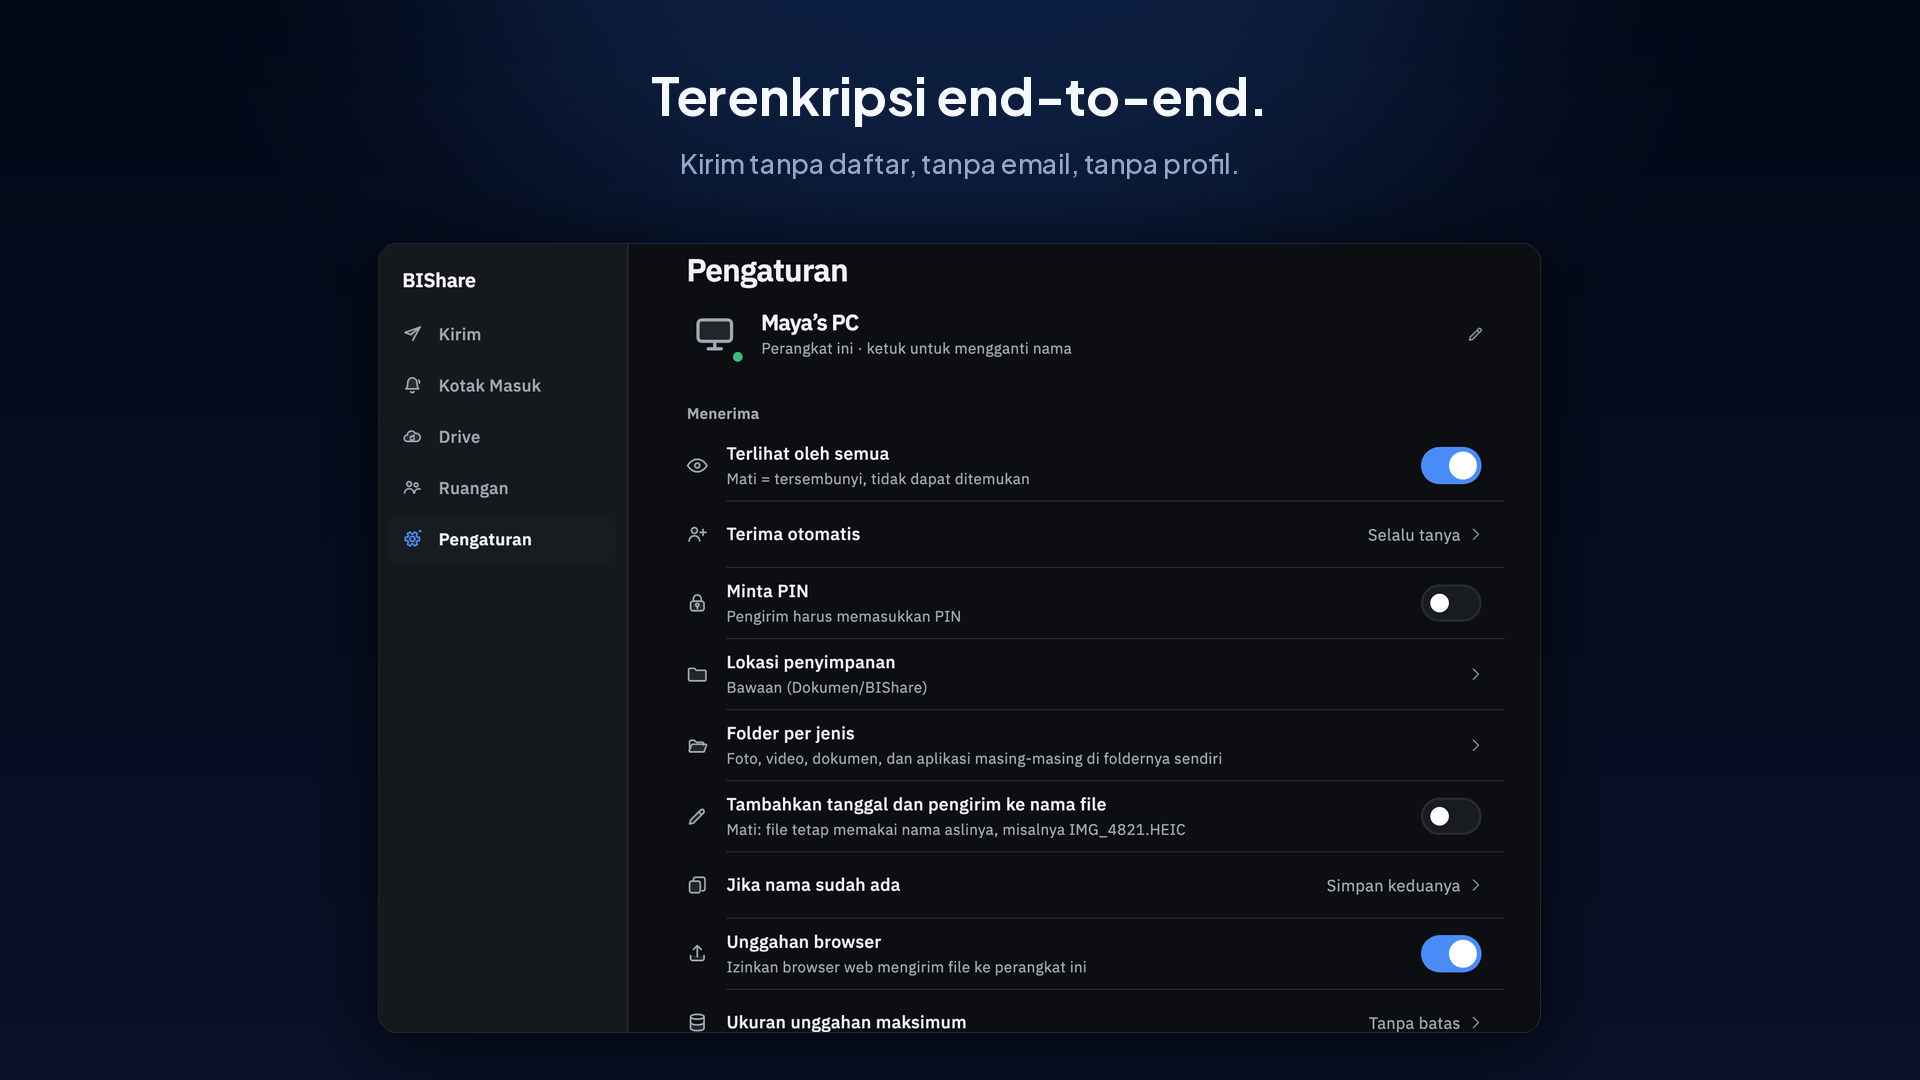 Terenkripsi end-to-end.
Kirim tanpa daftar, tanpa email, tanpa profil.
BIShare
Kirim
Kotak Masuk
Drive
Ruangan
Pengaturan
Pengaturan
Maya’s PC
Perangkat ini · ketuk untuk mengganti nama
Menerima
Terlihat oleh semua
Mati = tersembunyi, tidak dapat ditemukan
Terima otomatis
Selalu tanya
Minta PIN
Pengirim harus memasukkan PIN
Lokasi penyimpanan
Bawaan (Dokumen/BIShare)
Folder per jenis
Foto, video, dokumen, dan aplikasi masing-masing di foldernya sendiri
Tambahkan tanggal dan pengirim ke nama file
Mati: file tetap memakai nama aslinya, misalnya IMG_4821.HEIC
Jika nama sudah ada
Simpan keduanya
Unggahan browser
Izinkan browser web mengirim file ke perangkat ini
Ukuran unggahan maksimum
Tanpa batas